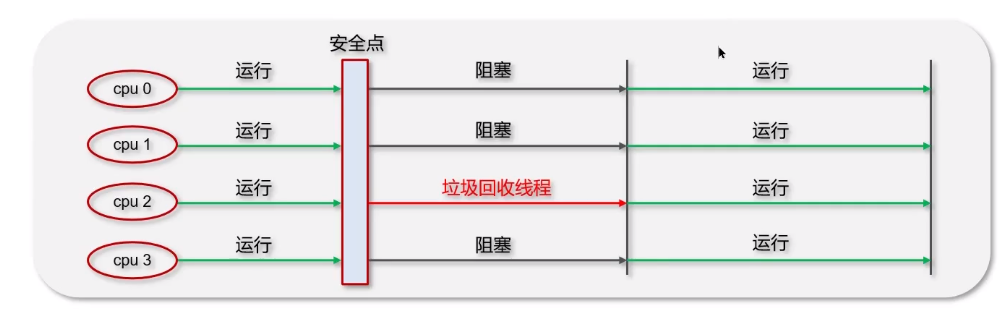 安全点
cpu 0 运行 阻塞 运行
cpu 1 运行 阻塞 运行
cpu 2 运行 垃圾回收线程 运行
cpu 3 运行 阻塞 运行